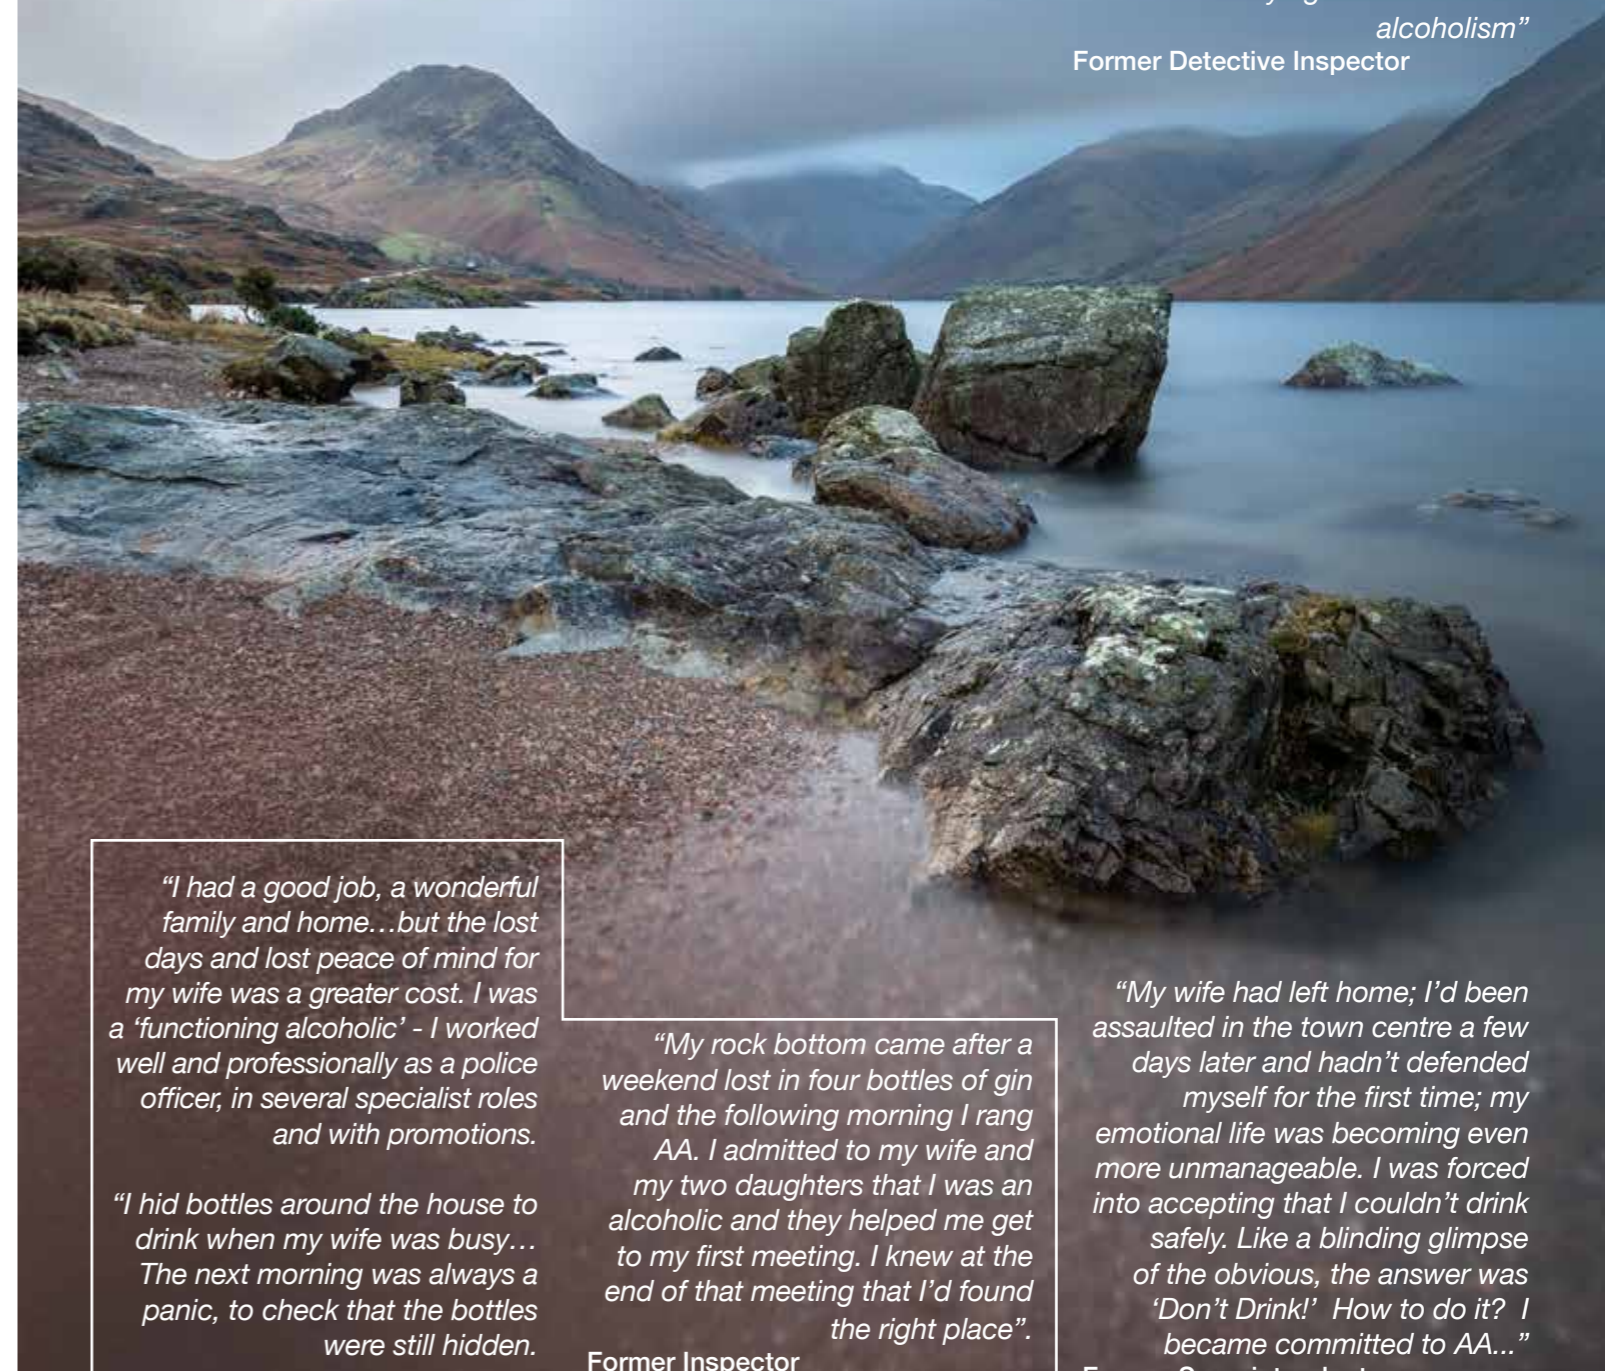 alcoholism”
Former Detective Inspector
“I had a good job, a wonderful
family and home…but the lost
days and lost peace of mind for
my wife was a greater cost. I was
a ‘functioning alcoholic’ - I worked
well and professionally as a police
officer, in several specialist roles
and with promotions.
“I hid bottles around the house to
drink when my wife was busy…
The next morning was always a
panic, to check that the bottles
were still hidden.
“My rock bottom came after a
weekend lost in four bottles of gin
and the following morning I rang
AA. I admitted to my wife and
my two daughters that I was an
alcoholic and they helped me get
to my first meeting. I knew at the
end of that meeting that I’d found
the right place”.
Former Inspector
“My wife had left home; I’d been
assaulted in the town centre a few
days later and hadn’t defended
myself for the first time; my
emotional life was becoming even
more unmanageable. I was forced
into accepting that I couldn’t drink
safely. Like a blinding glimpse
of the obvious, the answer was
‘Don’t Drink!’ How to do it? I
became committed to AA...”